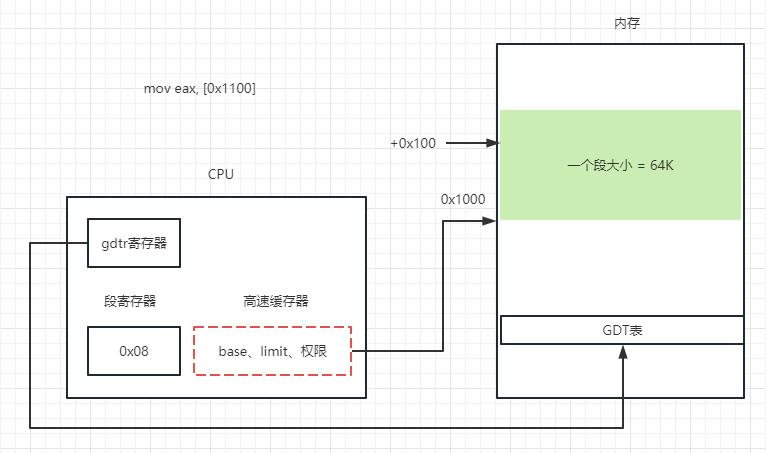 内存
mov eax, [0x1100]
+0x100
一个段大小 = 64K
CPU
0x1000
gdtr寄存器
段寄存器
高速缓存器
GDT表
0x08
base、limit、权限